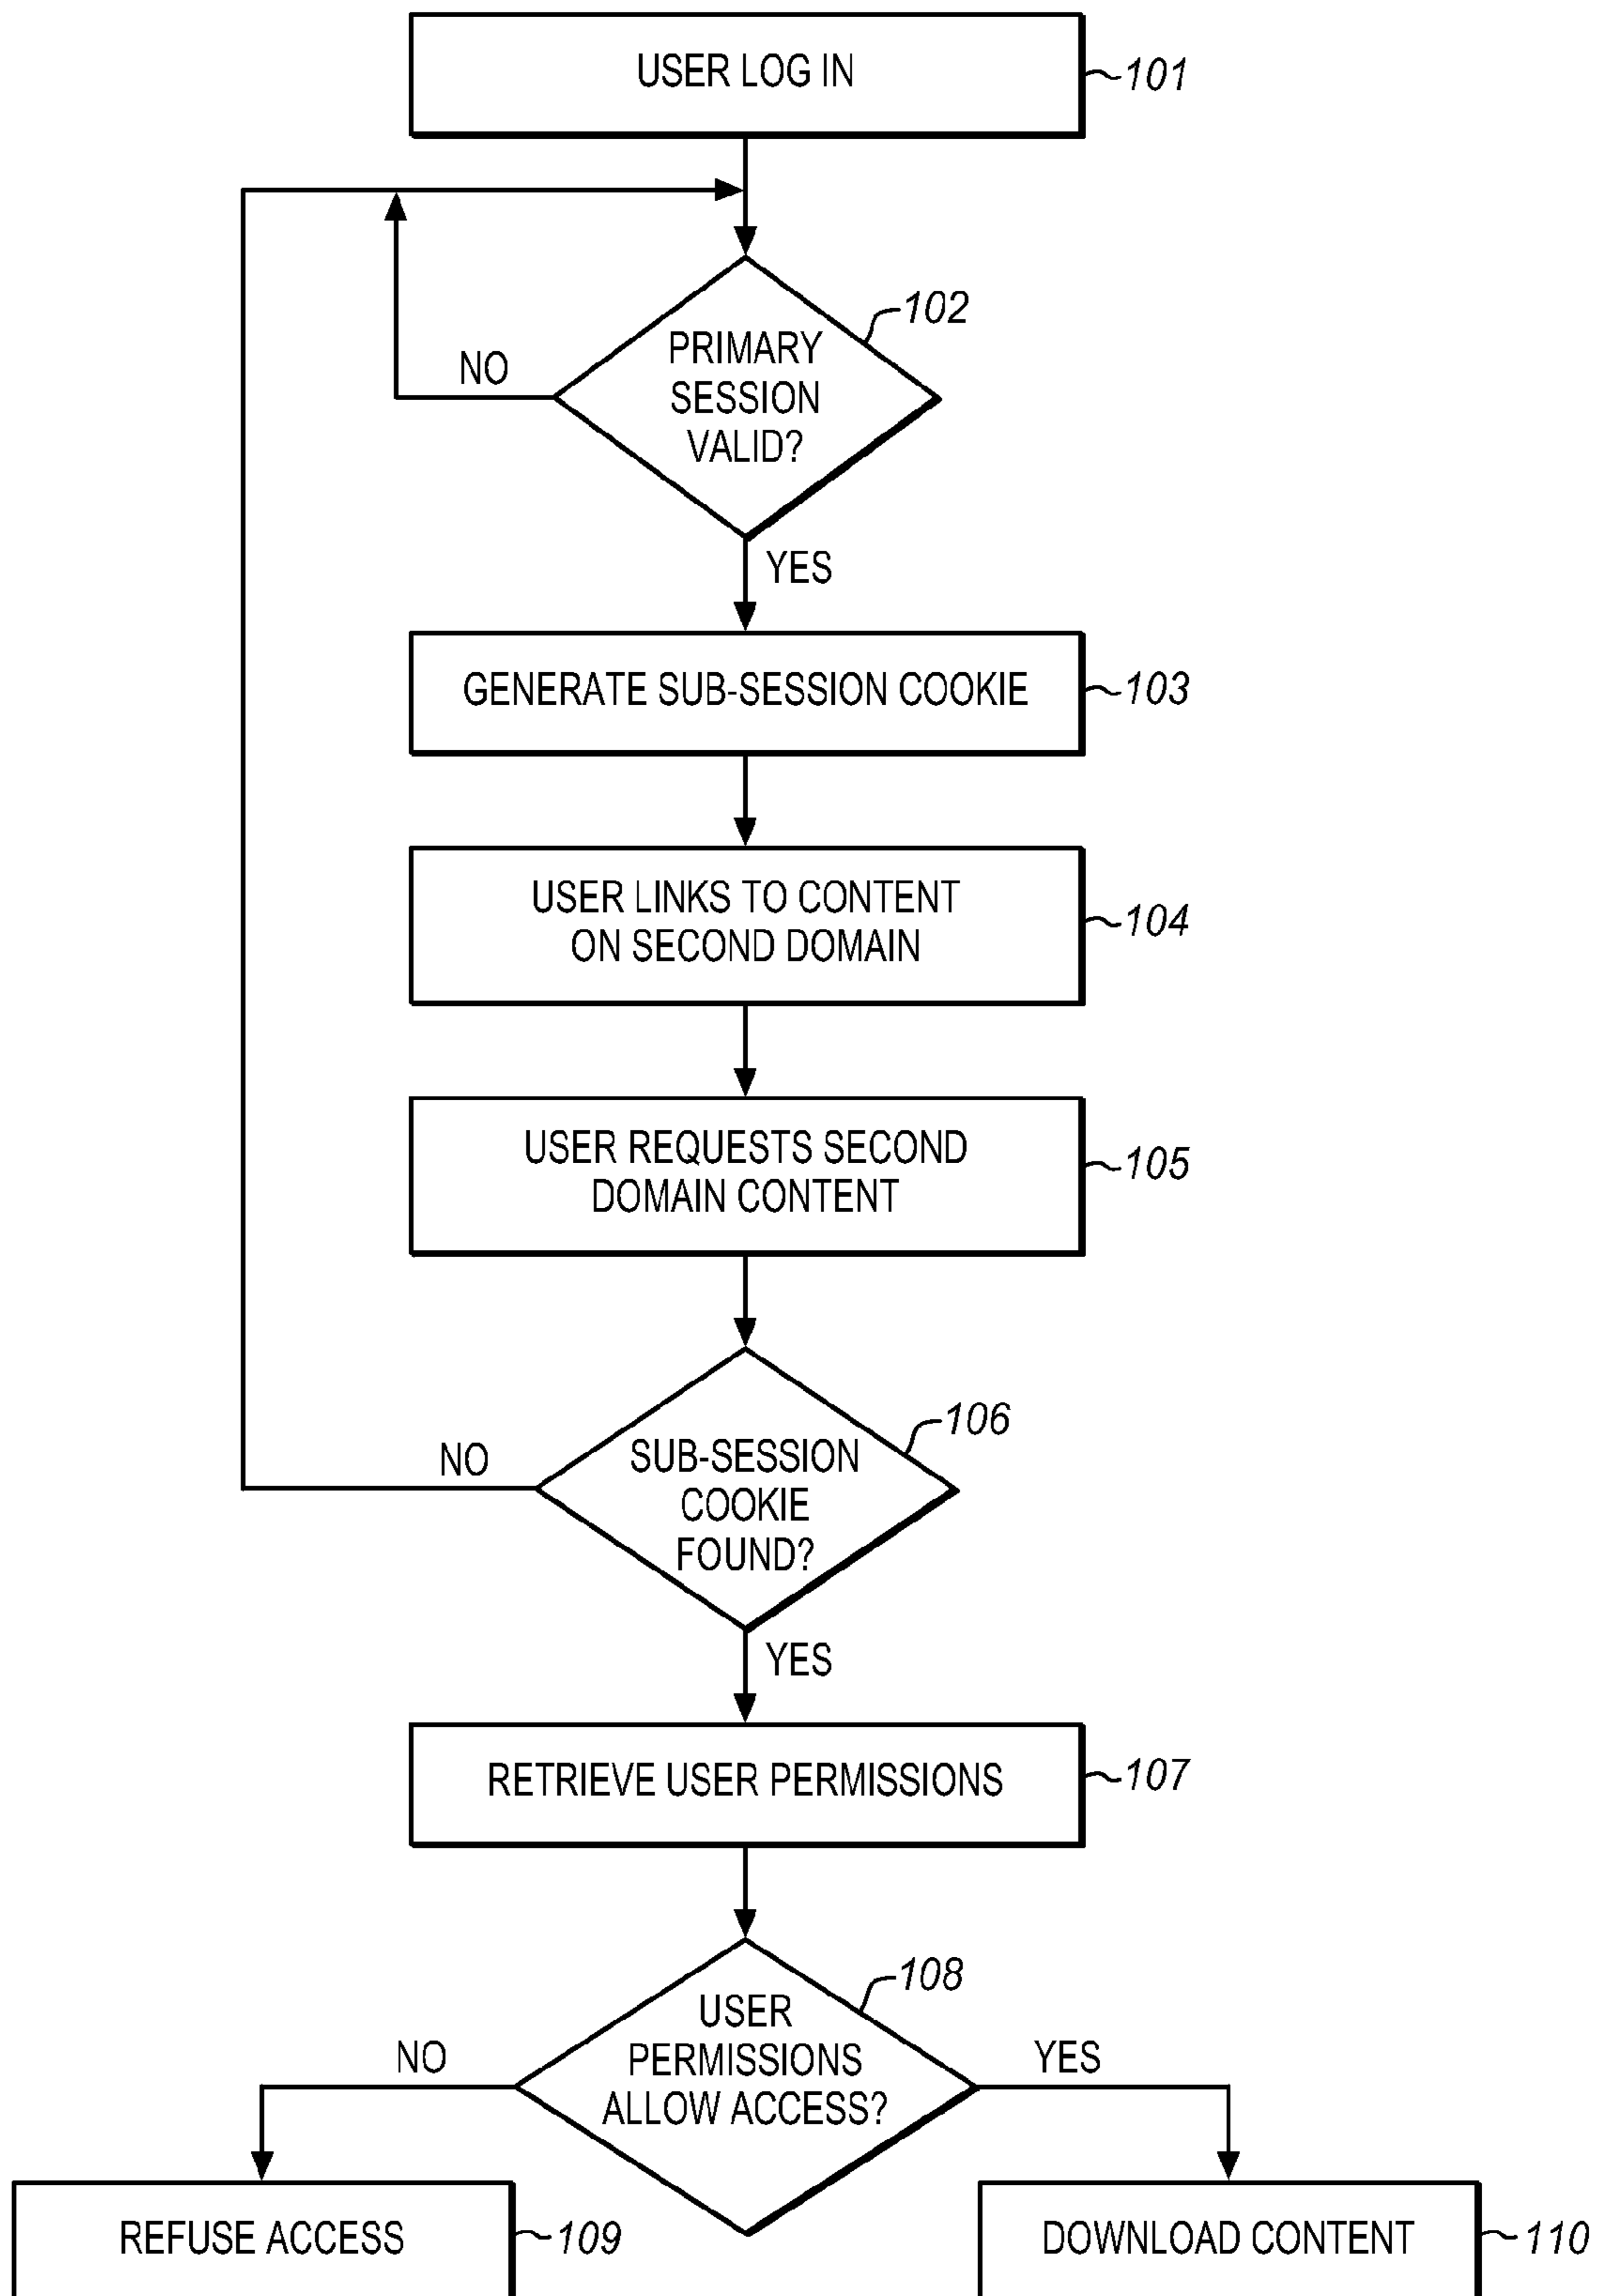 USER LOG IN
101
102
PRIMARY
SESSION
VALID?
NO
YES
GENERATE SUB-SESSION COOKIE
103
USER LINKS TO CONTENT
ON SECOND DOMAIN
104
USER REQUESTS SECOND
DOMAIN CONTENT
105
106
SUB-SESSION
COOKIE
FOUND?
NO
YES
RETRIEVE USER PERMISSIONS
107
108
USER
PERMISSIONS
ALLOW ACCESS?
NO
YES
REFUSE ACCESS
109
DOWNLOAD CONTENT
110